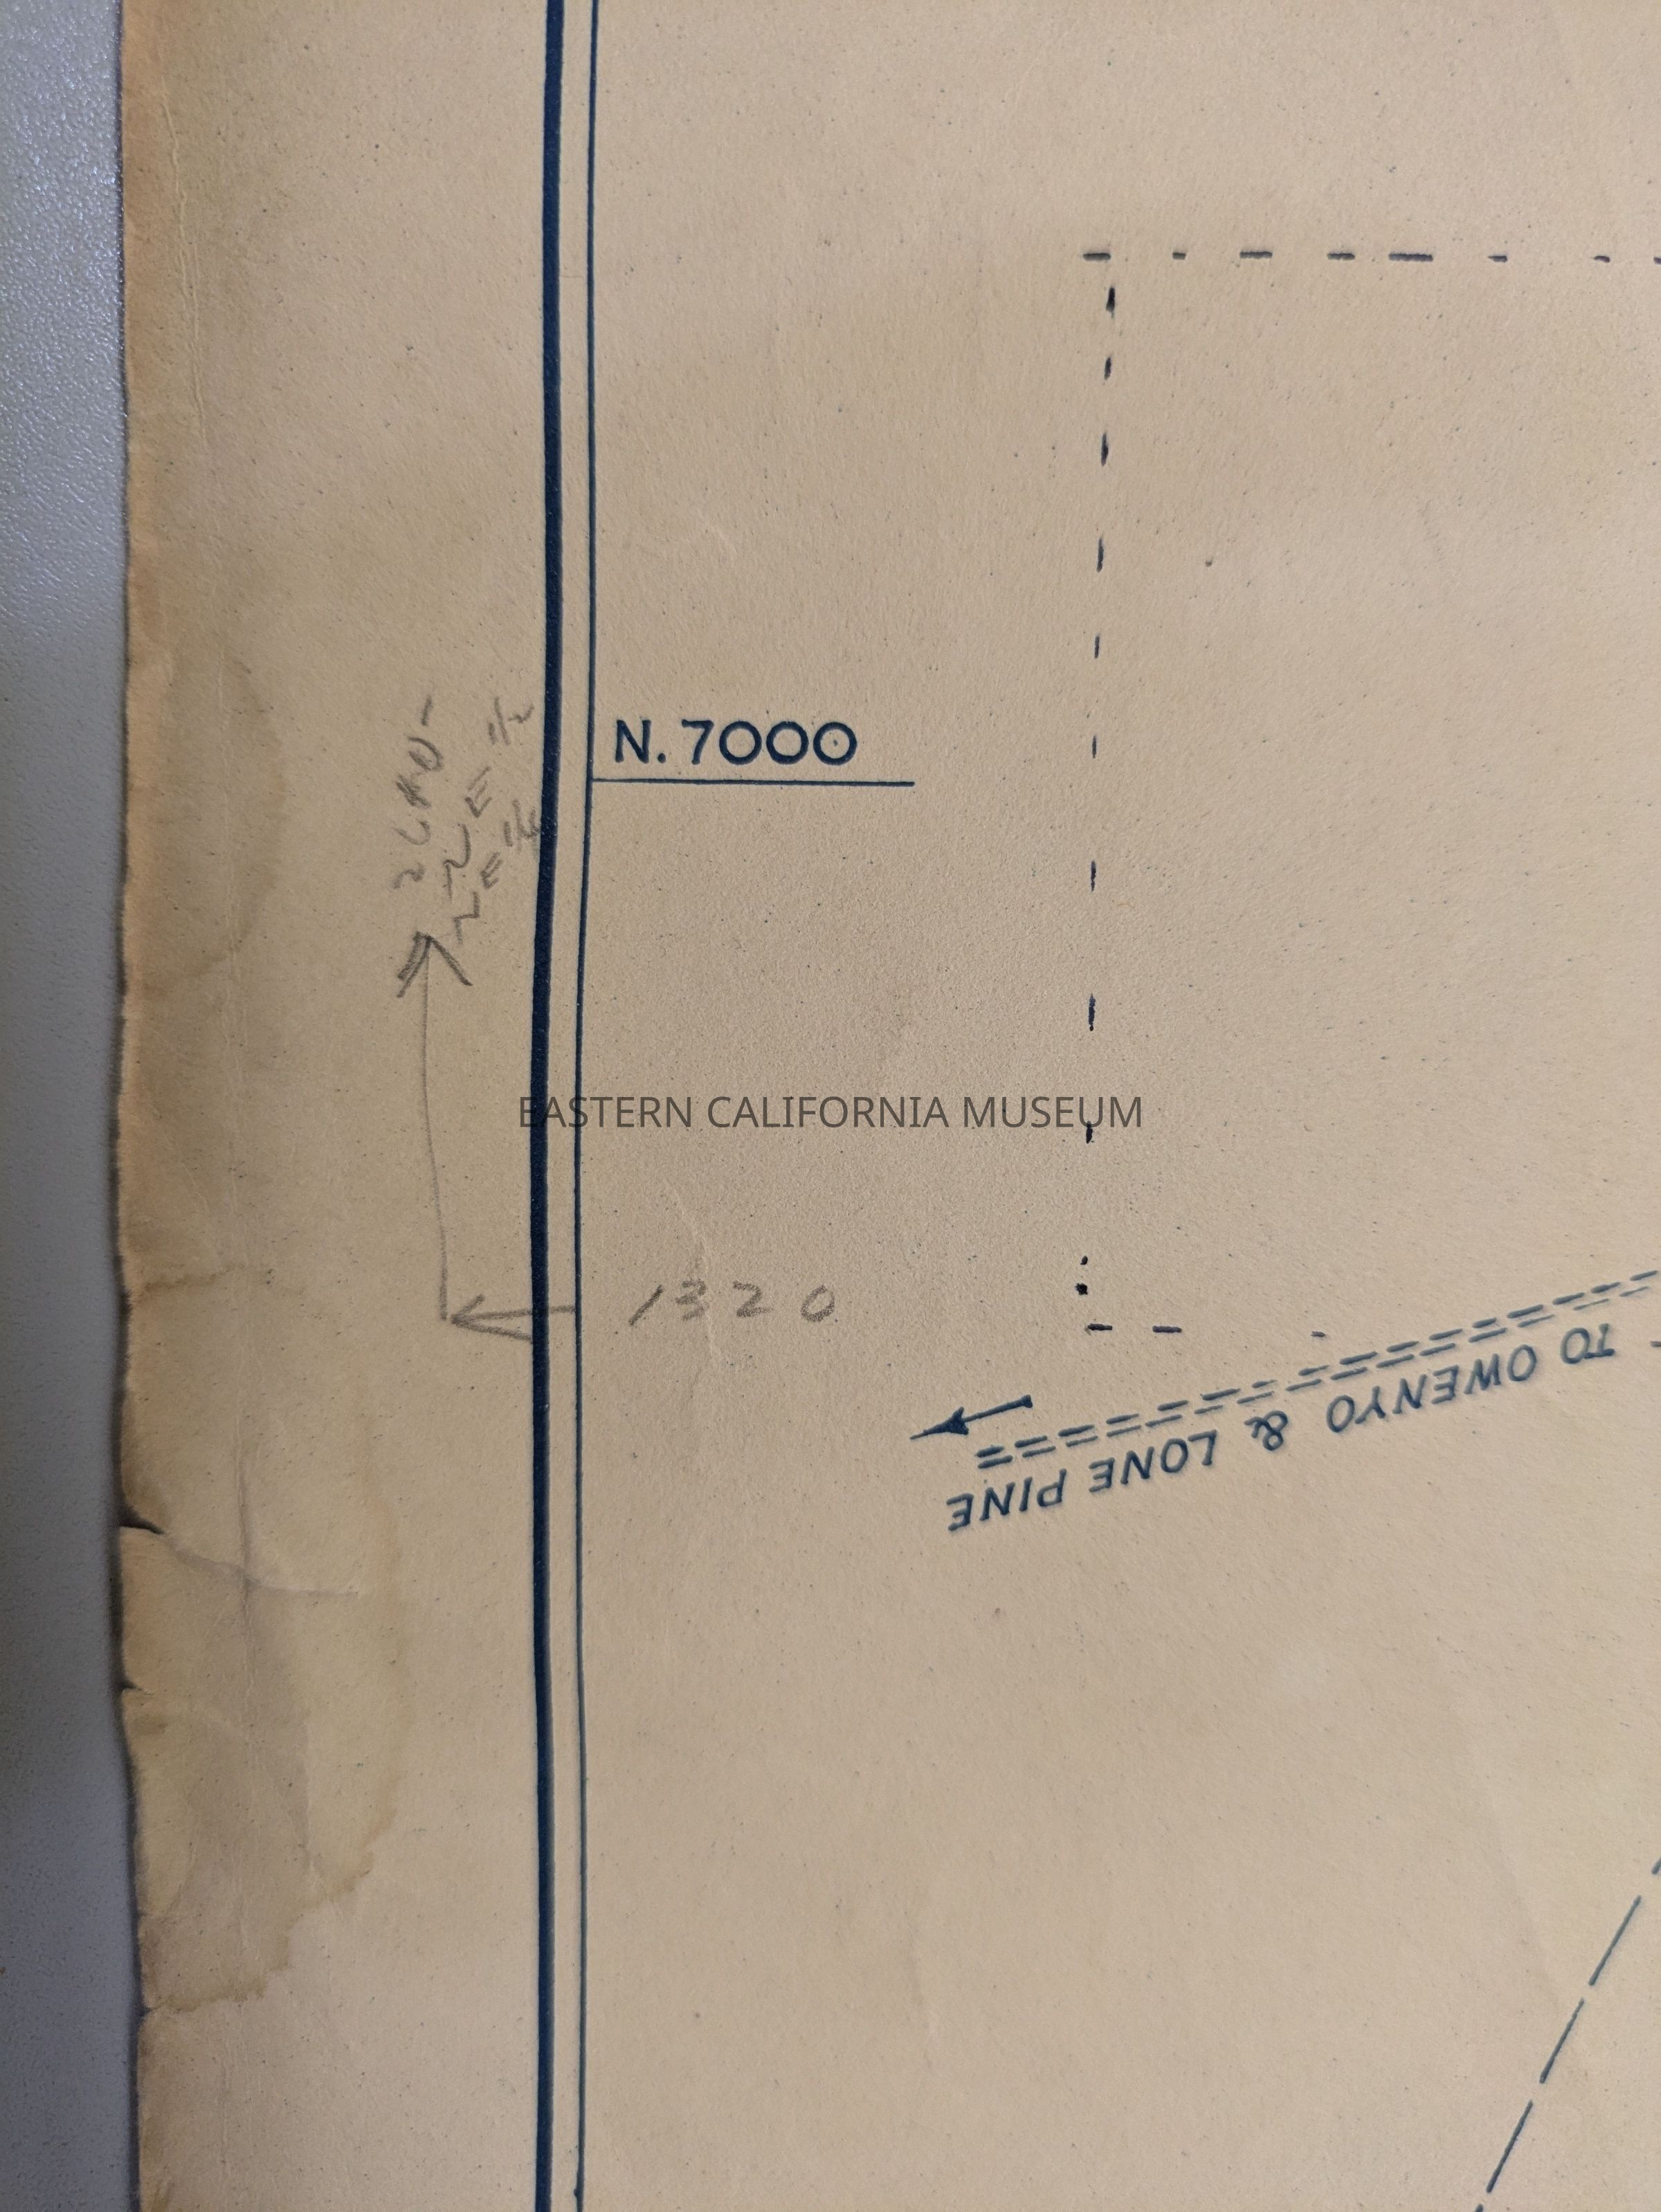 N. 7000
EASTERN CALIFORNIA MUSEUM
1320
TO OWENYO & LONE PINE